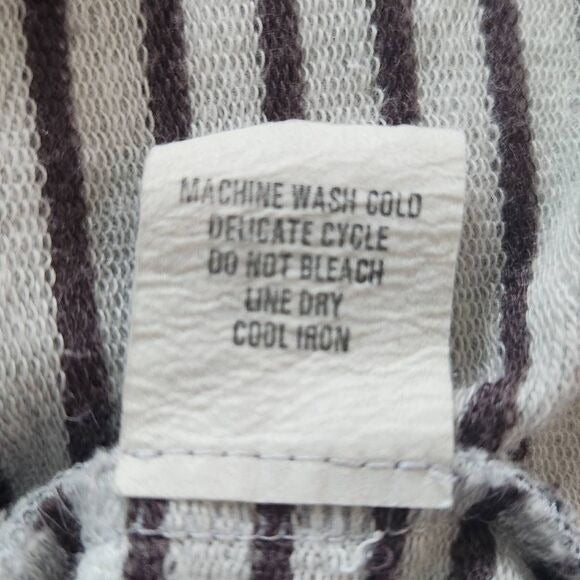 MACHINE WASH COLD
DELICATE CYCLE
DO NOT BLEACH
LINE DRY
COOL IRON